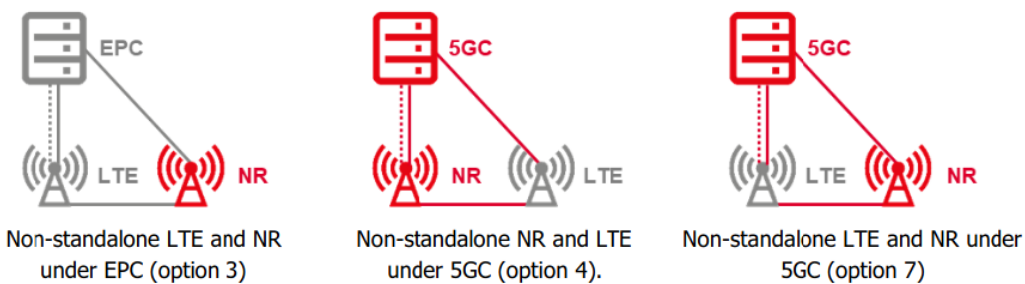 EPC
LTE
NR
Non-standalone LTE and NR
under EPC (option 3)
5GC
NR
LTE
Non-standalone NR and LTE
under 5GC (option 4).
5GC
LTE
NR
Non-standalone LTE and NR under
5GC (option 7)